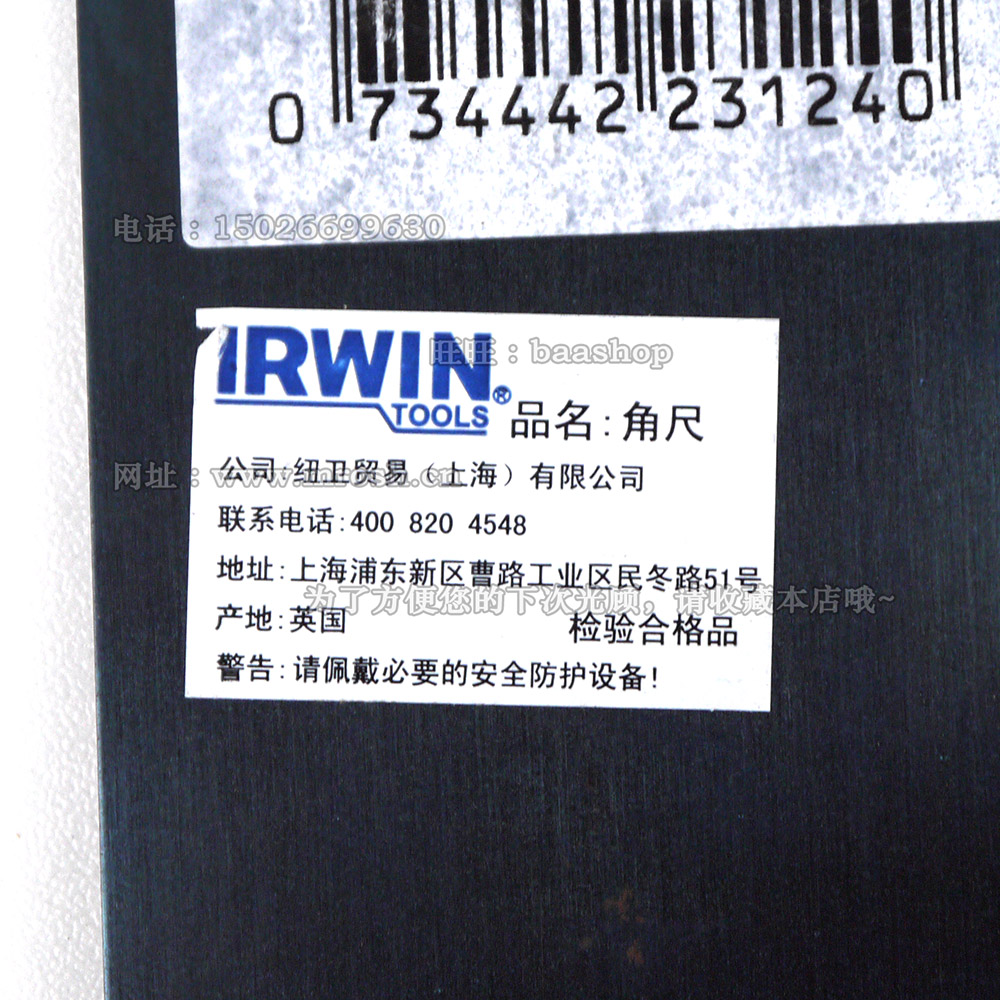 0 734442 231240
电话：15026699630
IRWIN®
旺旺：baashop
TOOLS
品名:角尺
公司:纽卫贸易（上海）有限公司
网址：www.mrosh.cn
联系电话:400 820 4548
地址:上海浦东新区曹路工业区民冬路51号
为了方便您的下次光顾，请收藏本店哦~
产地:英国
检验合格品
警告:请佩戴必要的安全防护设备!